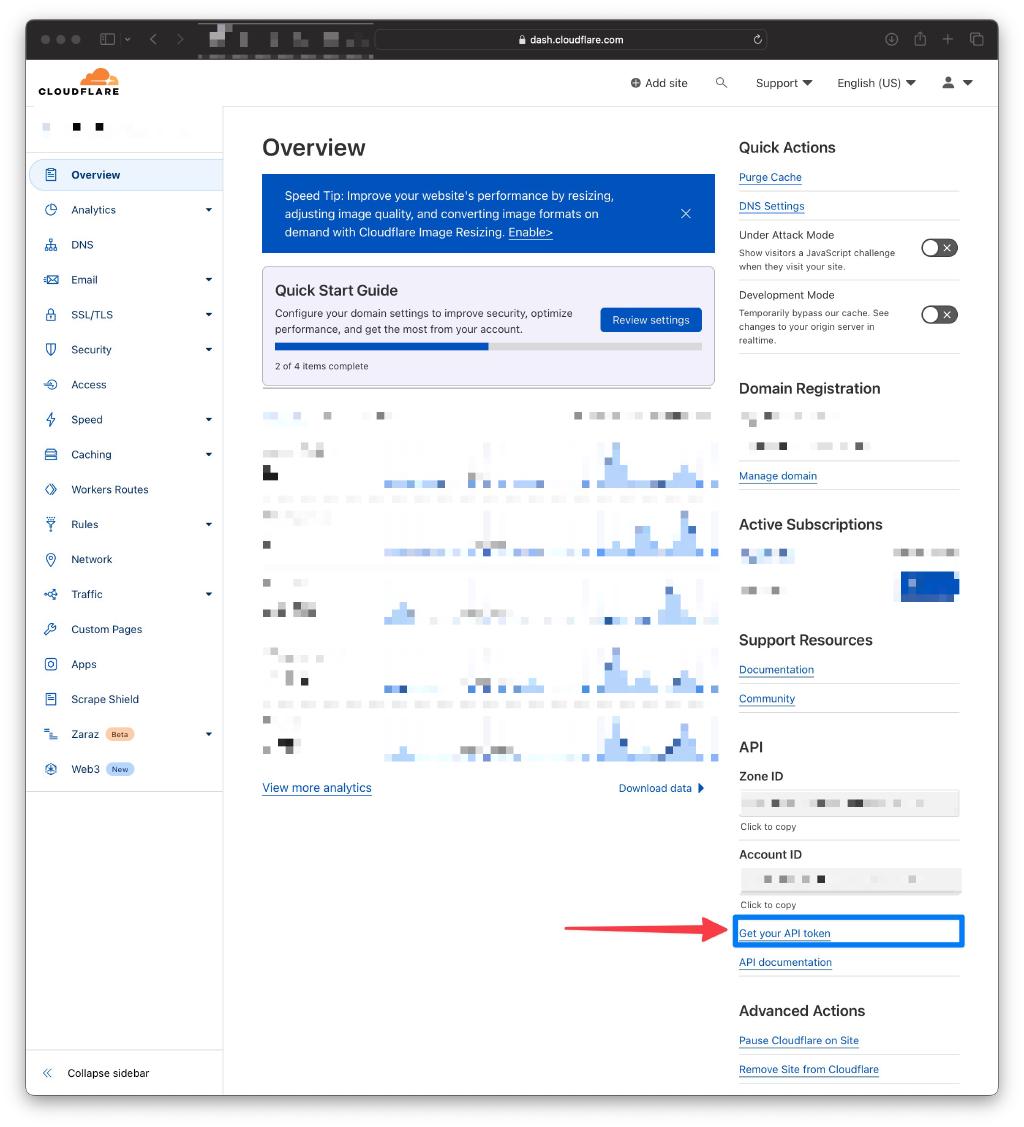 dash.cloudflare.com
CLOUDFLARE
Add site
Support
English (US)
Overview
Analytics
DNS
Email
SSL/TLS
Security
Access
Speed
Caching
Workers Routes
Rules
Network
Traffic
Custom Pages
Apps
Scrape Shield
Zaraz Beta
Web3 New
Collapse sidebar
Overview
Speed Tip: Improve your website's performance by resizing,
adjusting image quality, and converting image formats on
demand with Cloudflare Image Resizing. Enable>
Quick Start Guide
Configure your domain settings to improve security, optimize
performance, and get the most from your account.
Review settings
2 of 4 items complete
View more analytics
Download data
Quick Actions
Purge Cache
DNS Settings
Under Attack Mode
Show visitors a JavaScript challenge
when they visit your site.
Development Mode
Temporarily bypass our cache. See
changes to your origin server in
realtime.
Domain Registration
Manage domain
Active Subscriptions
Support Resources
Documentation
Community
API
Zone ID
Click to copy
Account ID
Click to copy
Get your API token
API documentation
Advanced Actions
Pause Cloudflare on Site
Remove Site from Cloudflare